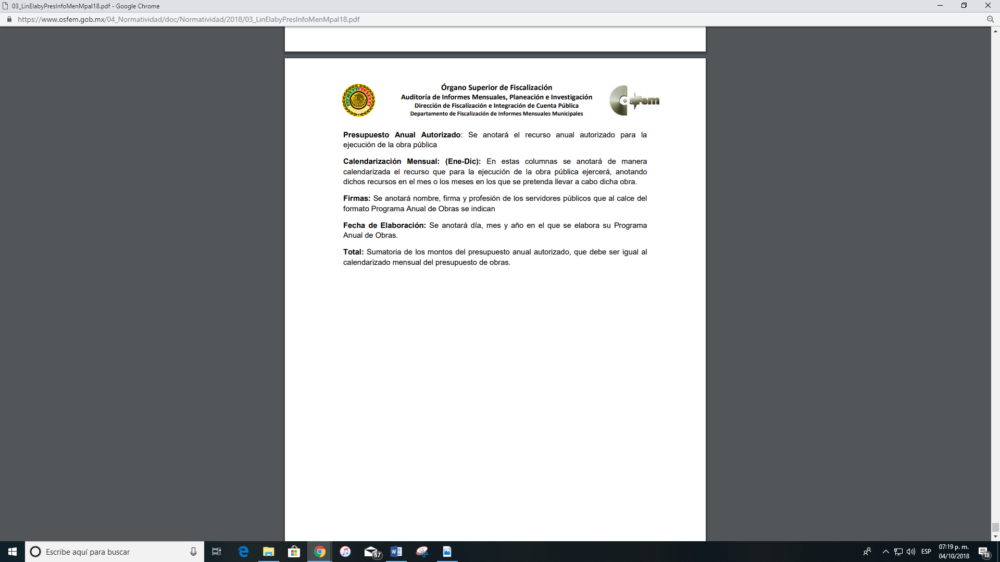 03_LinElabyPresInfoMenMpal18.pdf - Google Chrome
https://www.osfem.gob.mx/04_Normatividad/doc/Normatividad/2018/03_LinElabyPresInfoMenMpal18.pdf
Órgano Superior de Fiscalización
Auditoría de Informes Mensuales, Planeación e Investigación
Dirección de Fiscalización e Integración de Cuenta Pública
Departamento de Fiscalización de Informes Mensuales Municipales
LIX LEGISLATURA
osfem
Presupuesto Anual Autorizado: Se anotará el recurso anual autorizado para la
ejecución de la obra pública
Calendarización Mensual: (Ene-Dic): En estas columnas se anotará de manera
calendarizada el recurso que para la ejecución de la obra pública ejercerá, anotando
dichos recursos en el mes o los meses en los que se pretenda llevar a cabo dicha obra.
Firmas: Se anotará nombre, firma y profesión de los servidores públicos que al calce del
formato Programa Anual de Obras se indican
Fecha de Elaboración: Se anotará día, mes y año en el que se elabora su Programa
Anual de Obras.
Total: Sumatoria de los montos del presupuesto anual autorizado, que debe ser igual al
calendarizado mensual del presupuesto de obras.
Escribe aquí para buscar
57
ESP
07:19 p. m.
04/10/2018
18